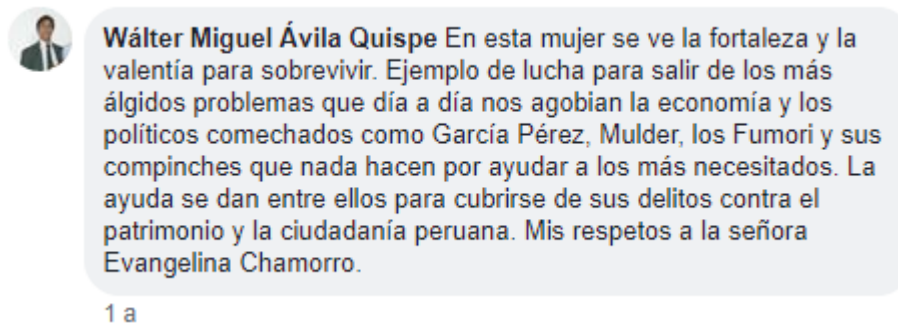 Wálter Miguel Ávila Quispe En esta mujer se ve la fortaleza y la
valentía para sobrevivir. Ejemplo de lucha para salir de los más
álgidos problemas que día a día nos agobian la economía y los
políticos comechados como García Pérez, Mulder, los Fumori y sus
compinches que nada hacen por ayudar a los más necesitados. La
ayuda se dan entre ellos para cubrirse de sus delitos contra el
patrimonio y la ciudadanía peruana. Mis respetos a la señora
Evangelina Chamorro.
1 a